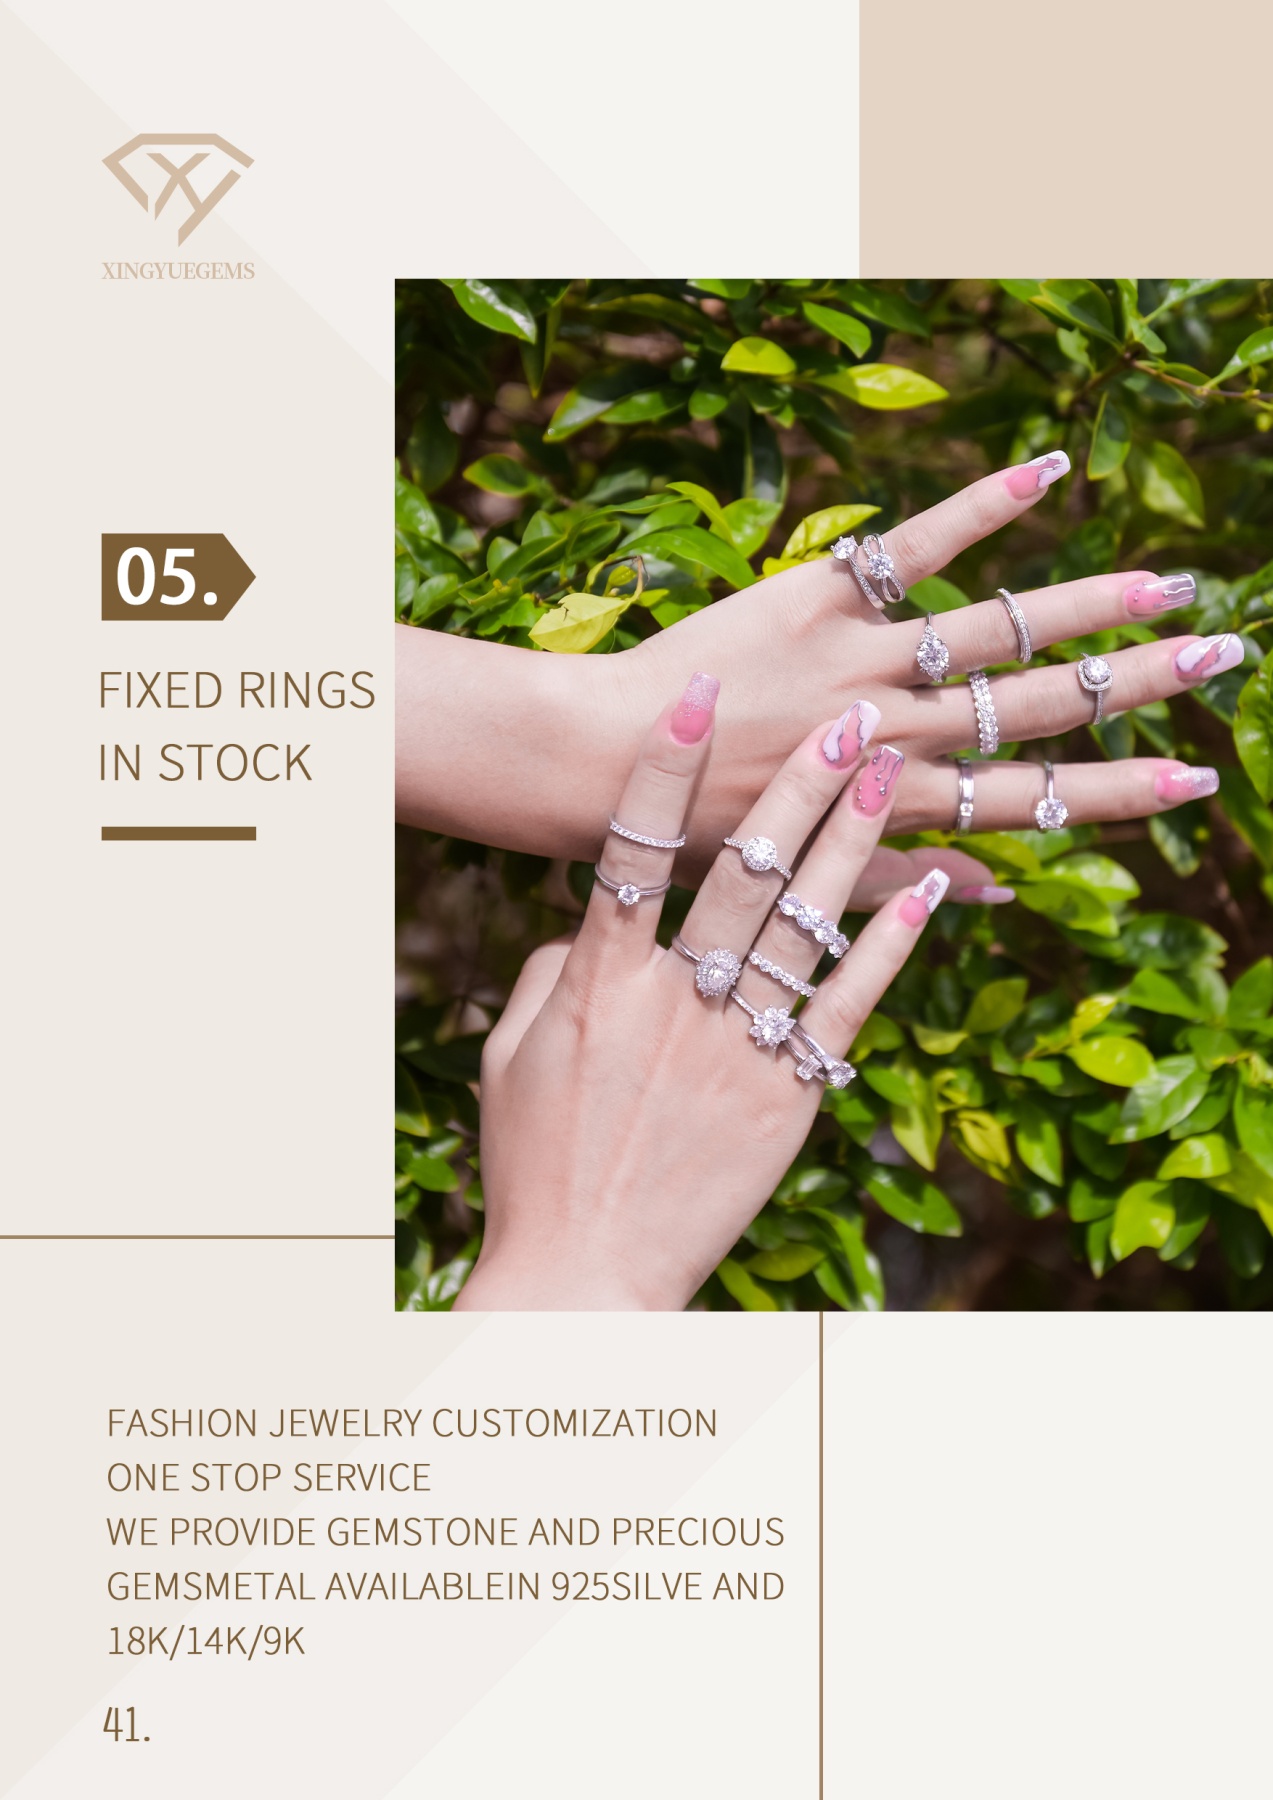 XINGYUEGEMS
05.
FIXED RINGS
IN STOCK
FASHION JEWELRY CUSTOMIZATION
ONE STOP SERVICE
WE PROVIDE GEMSTONE AND PRECIOUS
GEMSMETAL AVAILABLEIN 925SILVE AND
18K/14K/9K
41.